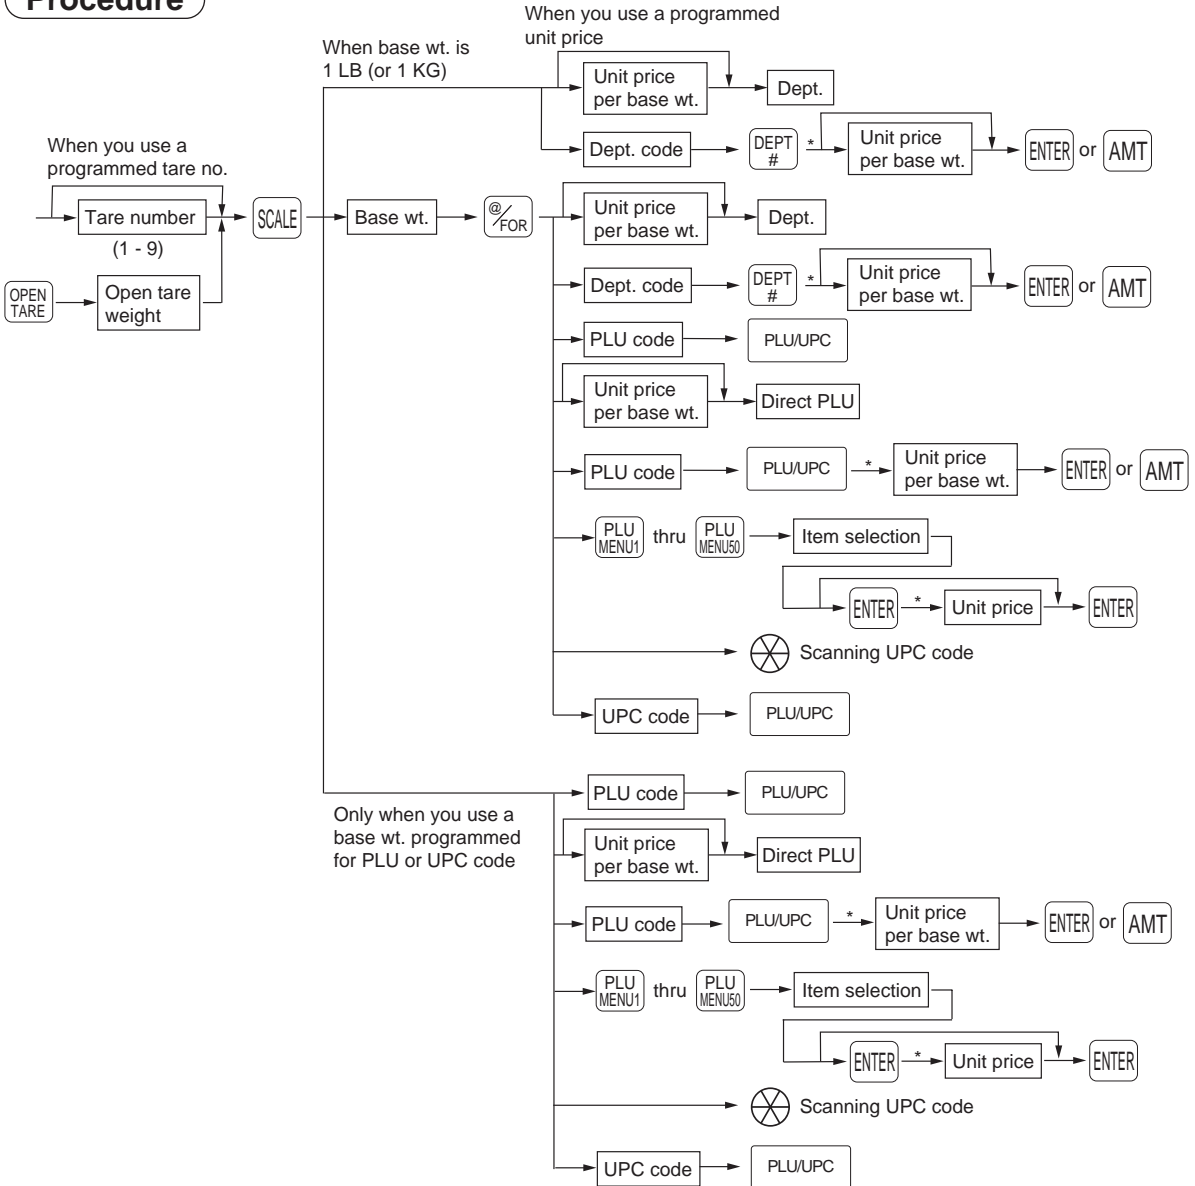 Procedure
When you use a programmed
unit price
When base wt. is
1 LB (or 1 KG)
Unit price
per base wt.
Dept.
When you use a
programmed tare no.
Dept. code
DEPT
#
*
Unit price
per base wt.
ENTER or AMT
Tare number
(1 - 9)
SCALE
Base wt.
@/FOR
Unit price
per base wt.
Dept.
OPEN
TARE
Open tare
weight
Dept. code
DEPT
#
*
Unit price
per base wt.
ENTER or AMT
PLU code
PLU/UPC
Unit price
per base wt.
Direct PLU
PLU code
PLU/UPC
*
Unit price
per base wt.
ENTER or AMT
PLU
MENU1
thru
PLU
MENU50
Item selection
ENTER
*
Unit price
ENTER
Scanning UPC code
UPC code
PLU/UPC
PLU code
PLU/UPC
Only when you use a
base wt. programmed
for PLU or UPC code
Unit price
per base wt.
Direct PLU
PLU code
PLU/UPC
*
Unit price
per base wt.
ENTER or AMT
PLU
MENU1
thru
PLU
MENU50
Item selection
ENTER
*
Unit price
ENTER
Scanning UPC code
UPC code
PLU/UPC